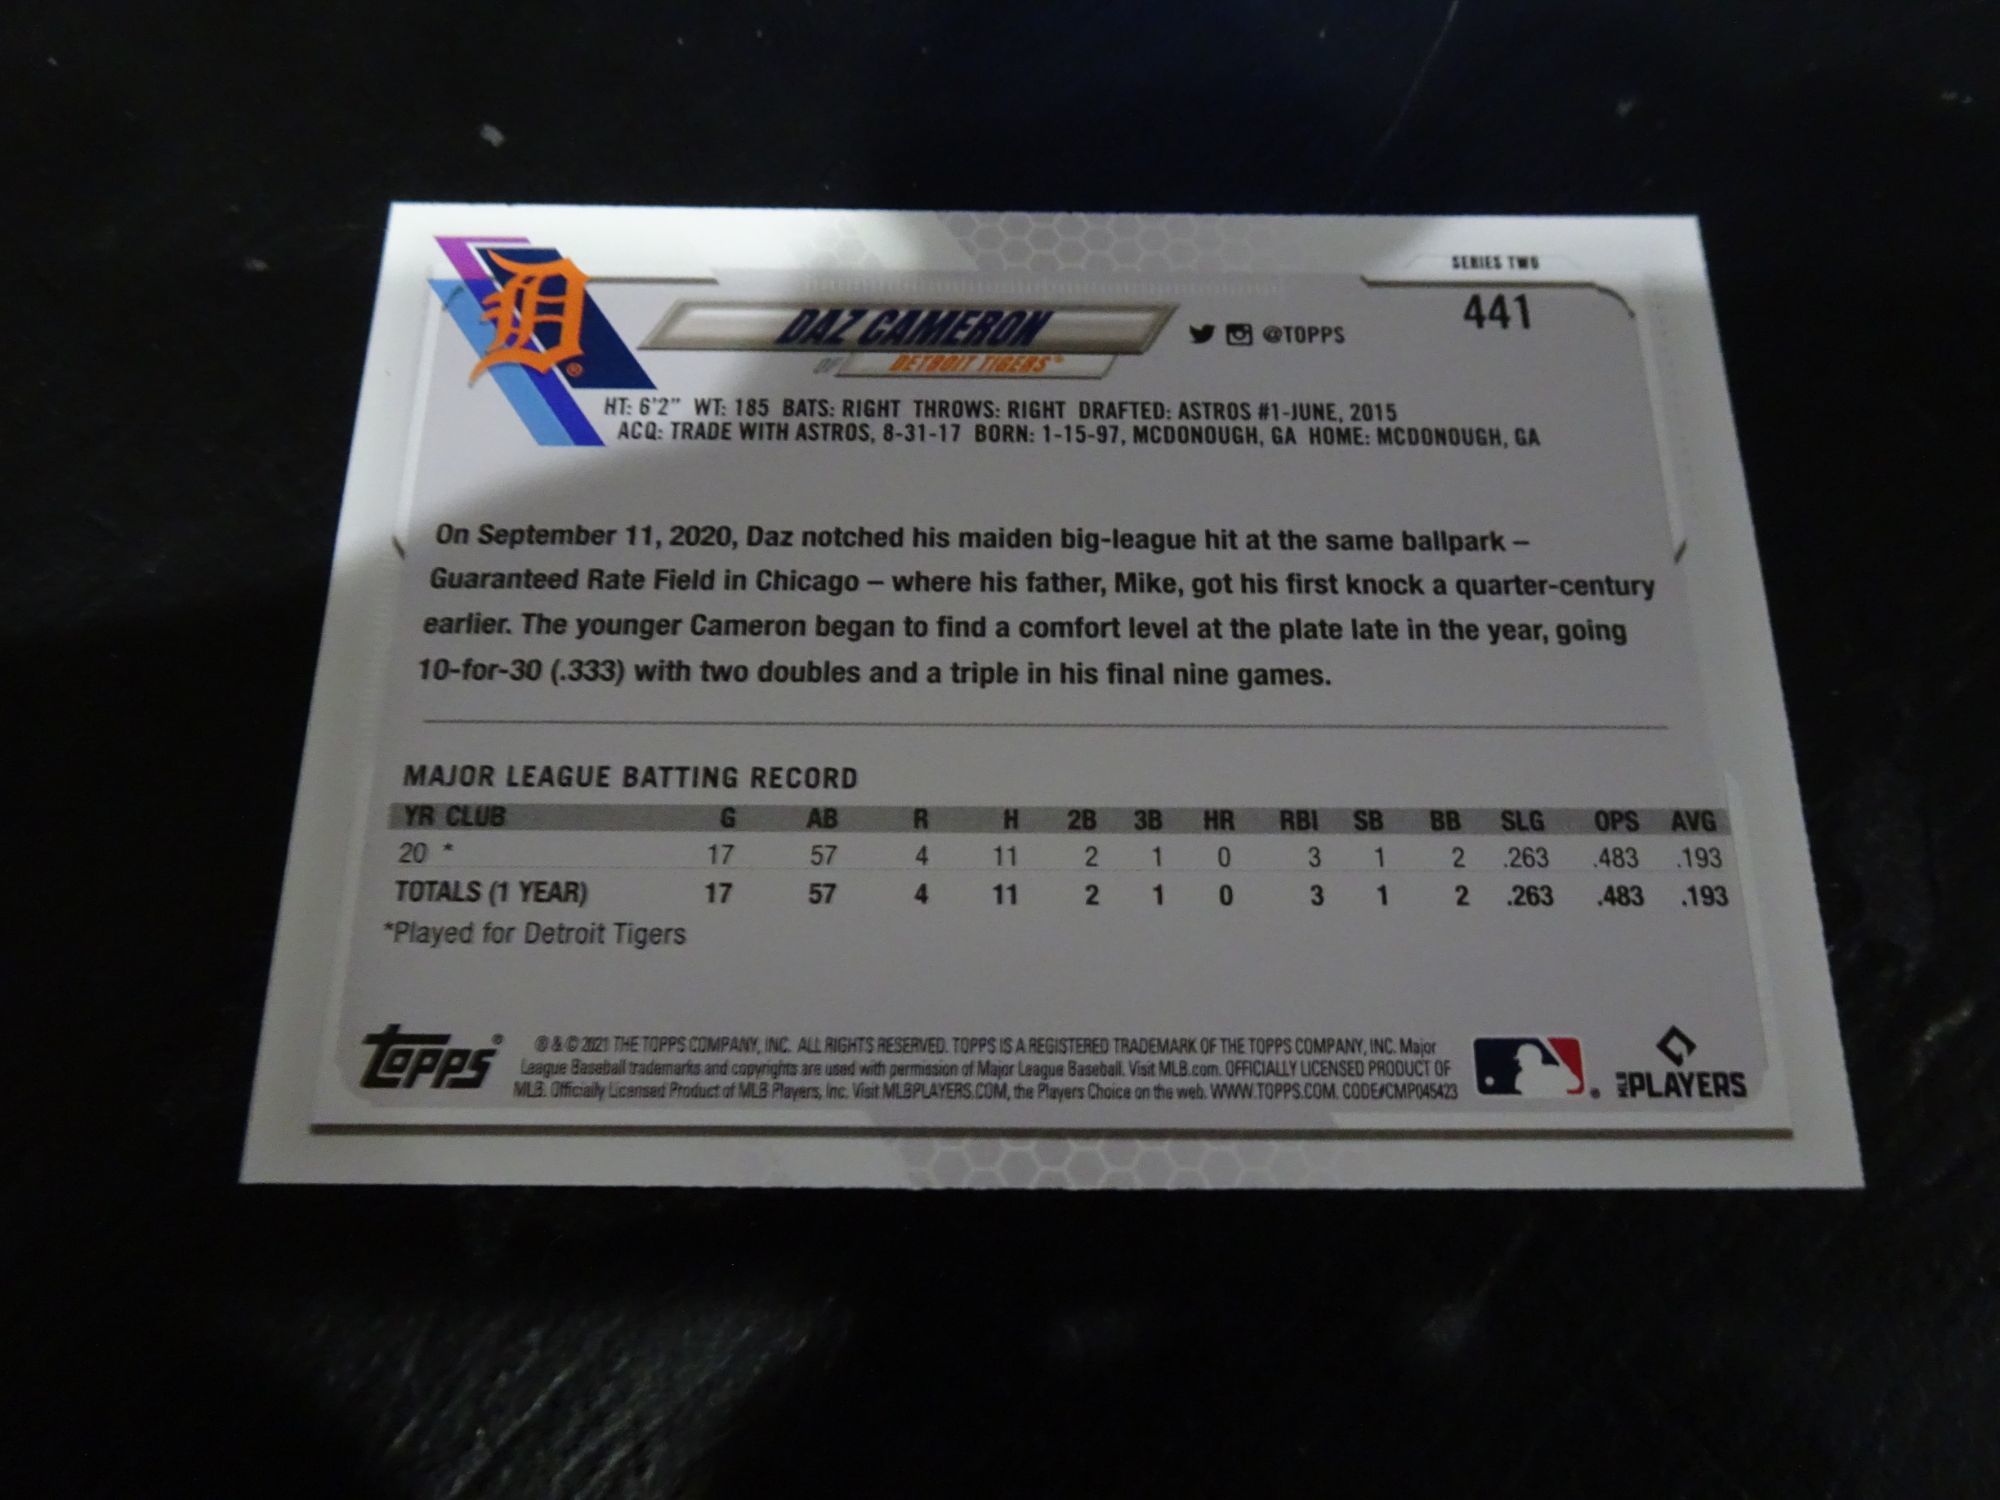 SERIES TWO
441
D®
DAZ CAMERON
@TOPPS
OF DETROIT TIGERS®
HT: 6'2" WT: 185 BATS: RIGHT THROWS: RIGHT DRAFTED: ASTROS #1-JUNE, 2015
ACQ: TRADE WITH ASTROS, 8-31-17 BORN: 1-15-97, MCDONOUGH, GA HOME: MCDONOUGH, GA
On September 11, 2020, Daz notched his maiden big-league hit at the same ballpark –
Guaranteed Rate Field in Chicago – where his father, Mike, got his first knock a quarter-century
earlier. The younger Cameron began to find a comfort level at the plate late in the year, going
10-for-30 (.333) with two doubles and a triple in his final nine games.
MAJOR LEAGUE BATTING RECORD
YR CLUB G AB R H 2B 3B HR RBI SB BB SLG OPS AVG
20 * 17 57 4 11 2 1 0 3 1 2 .263 .483 .193
TOTALS (1 YEAR) 17 57 4 11 2 1 0 3 1 2 .263 .483 .193
*Played for Detroit Tigers
Topps®
® & © 2021 THE TOPPS COMPANY, INC. ALL RIGHTS RESERVED. TOPPS IS A REGISTERED TRADEMARK OF THE TOPPS COMPANY, INC. Major
League Baseball trademarks and copyrights are used with permission of Major League Baseball. Visit MLB.com. OFFICIALLY LICENSED PRODUCT OF
MLB. Officially Licensed Product of MLB Players, Inc. Visit MLBPLAYERS.COM, the Players Choice on the web. WWW.TOPPS.COM. CODE#CMP045423
MLB PLAYERS